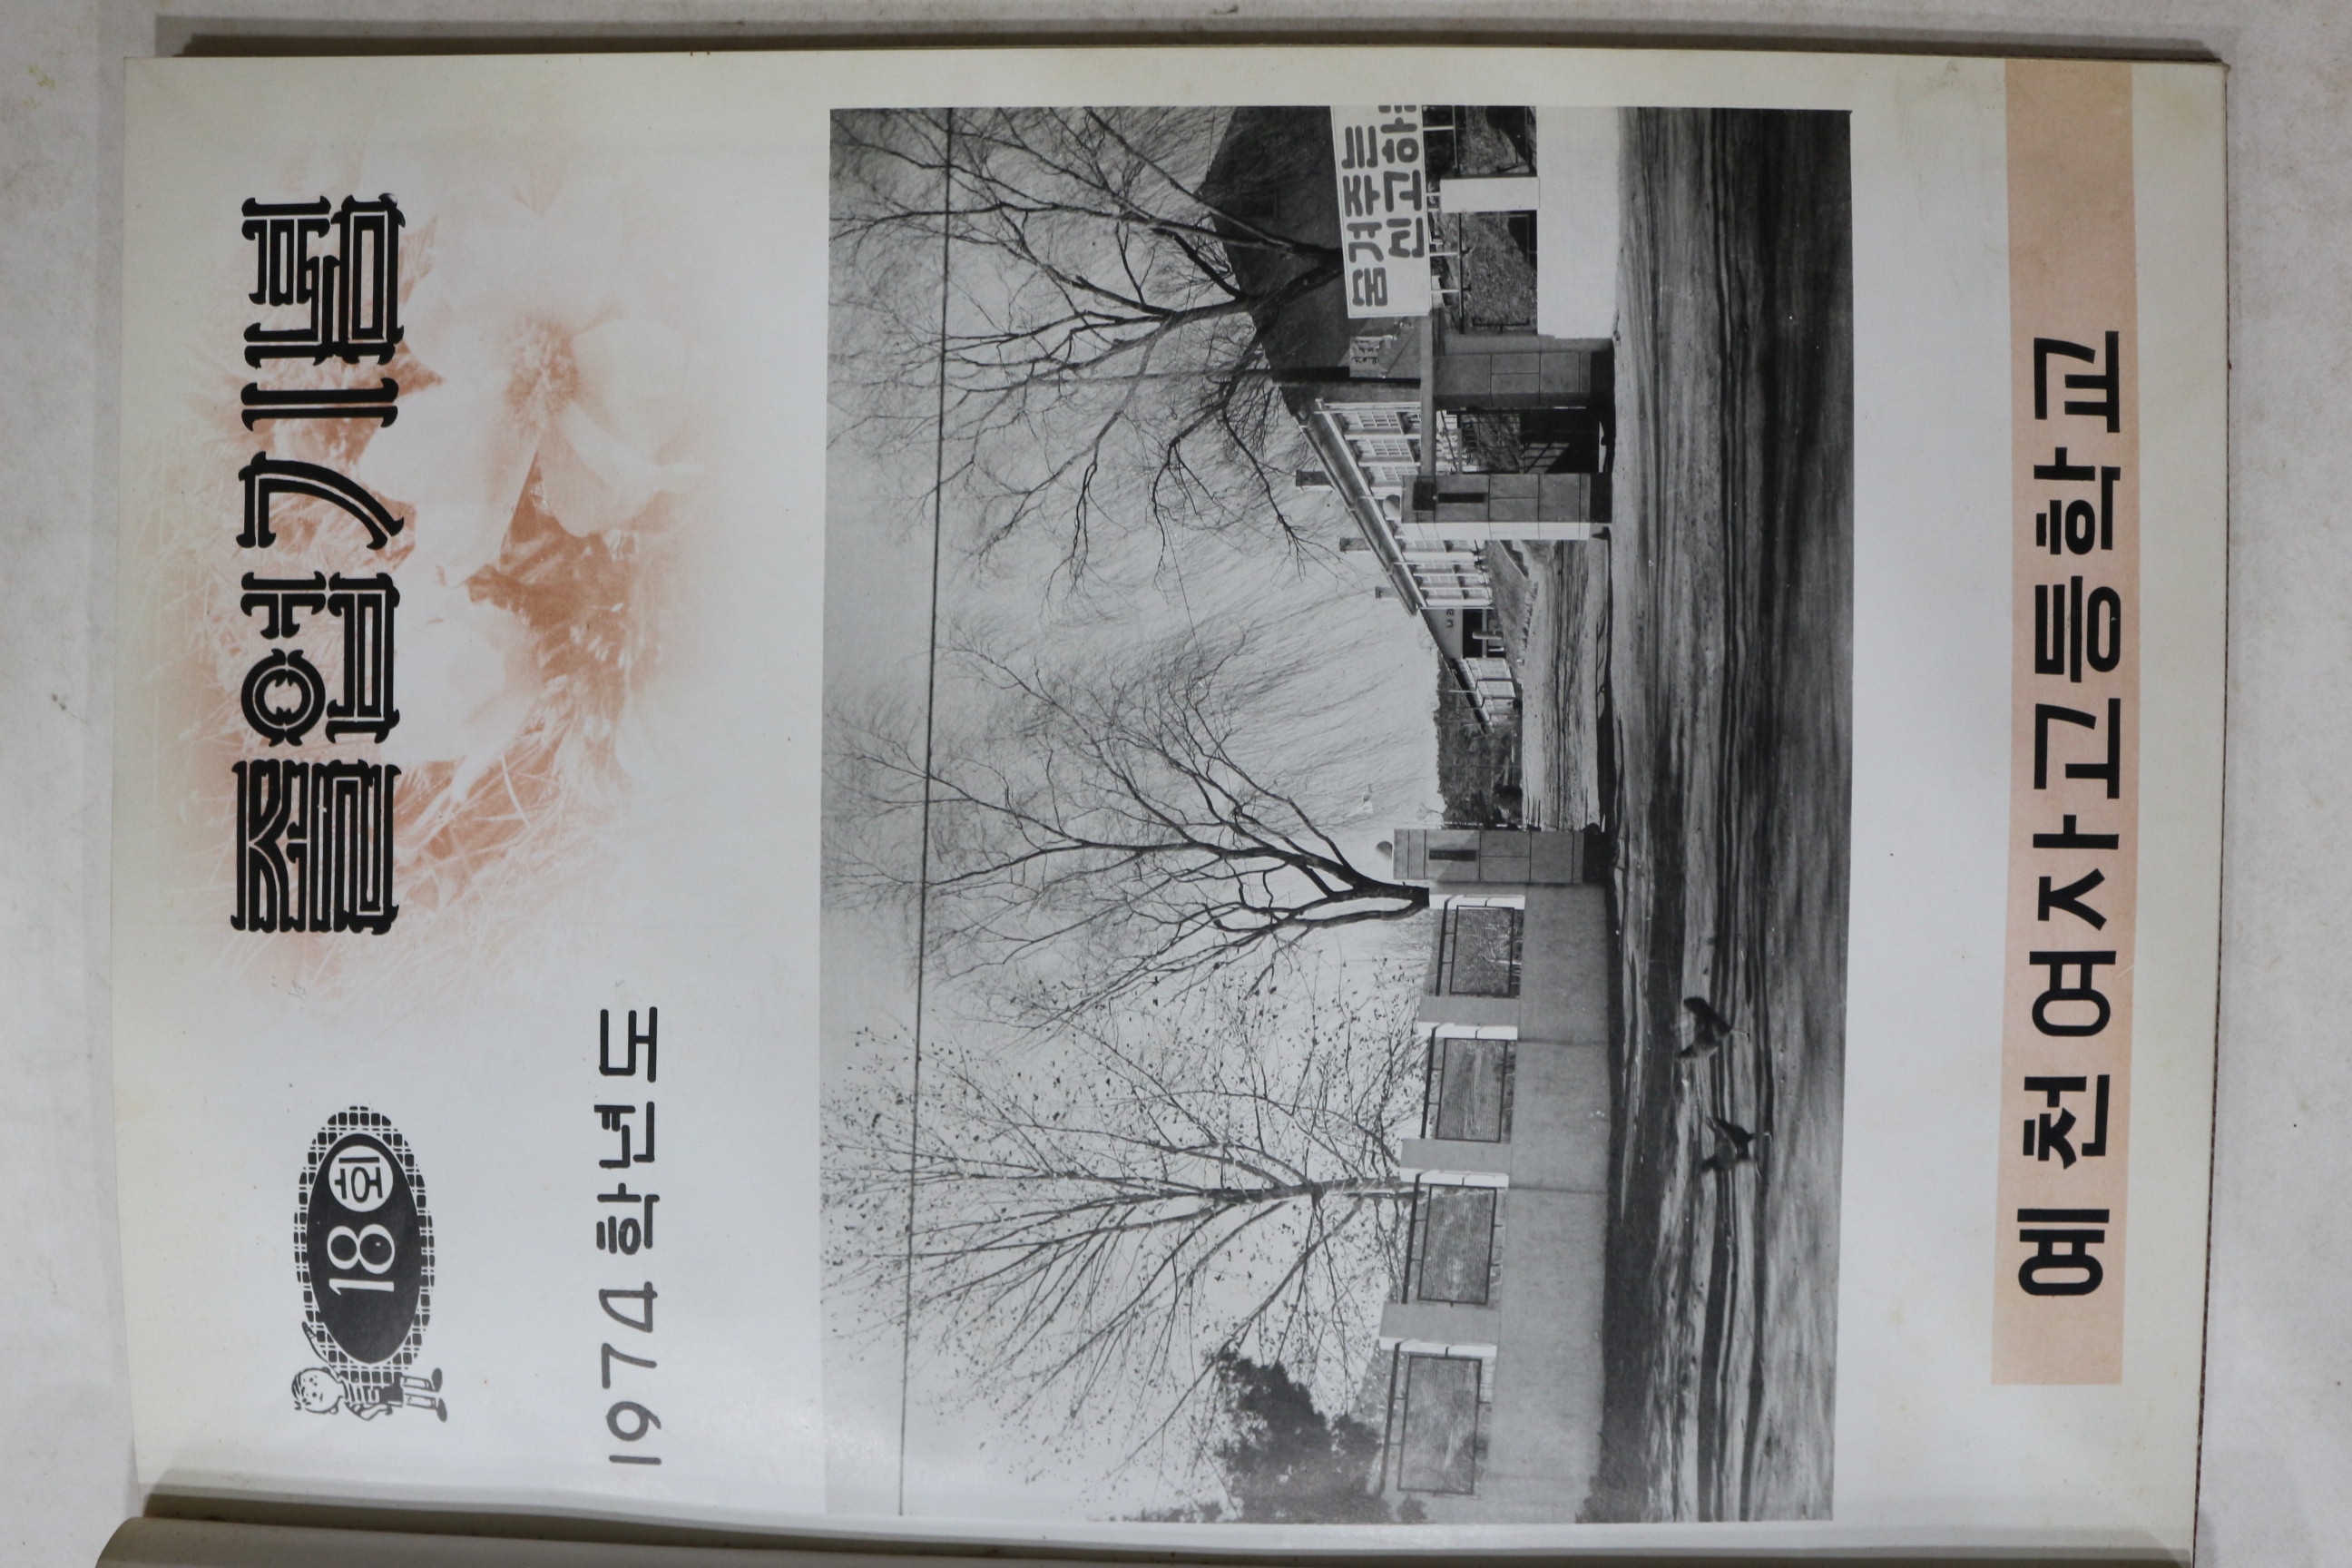 18회 졸업기념
1974 학년도
숨겨주는
신고하
예천여자고등학교